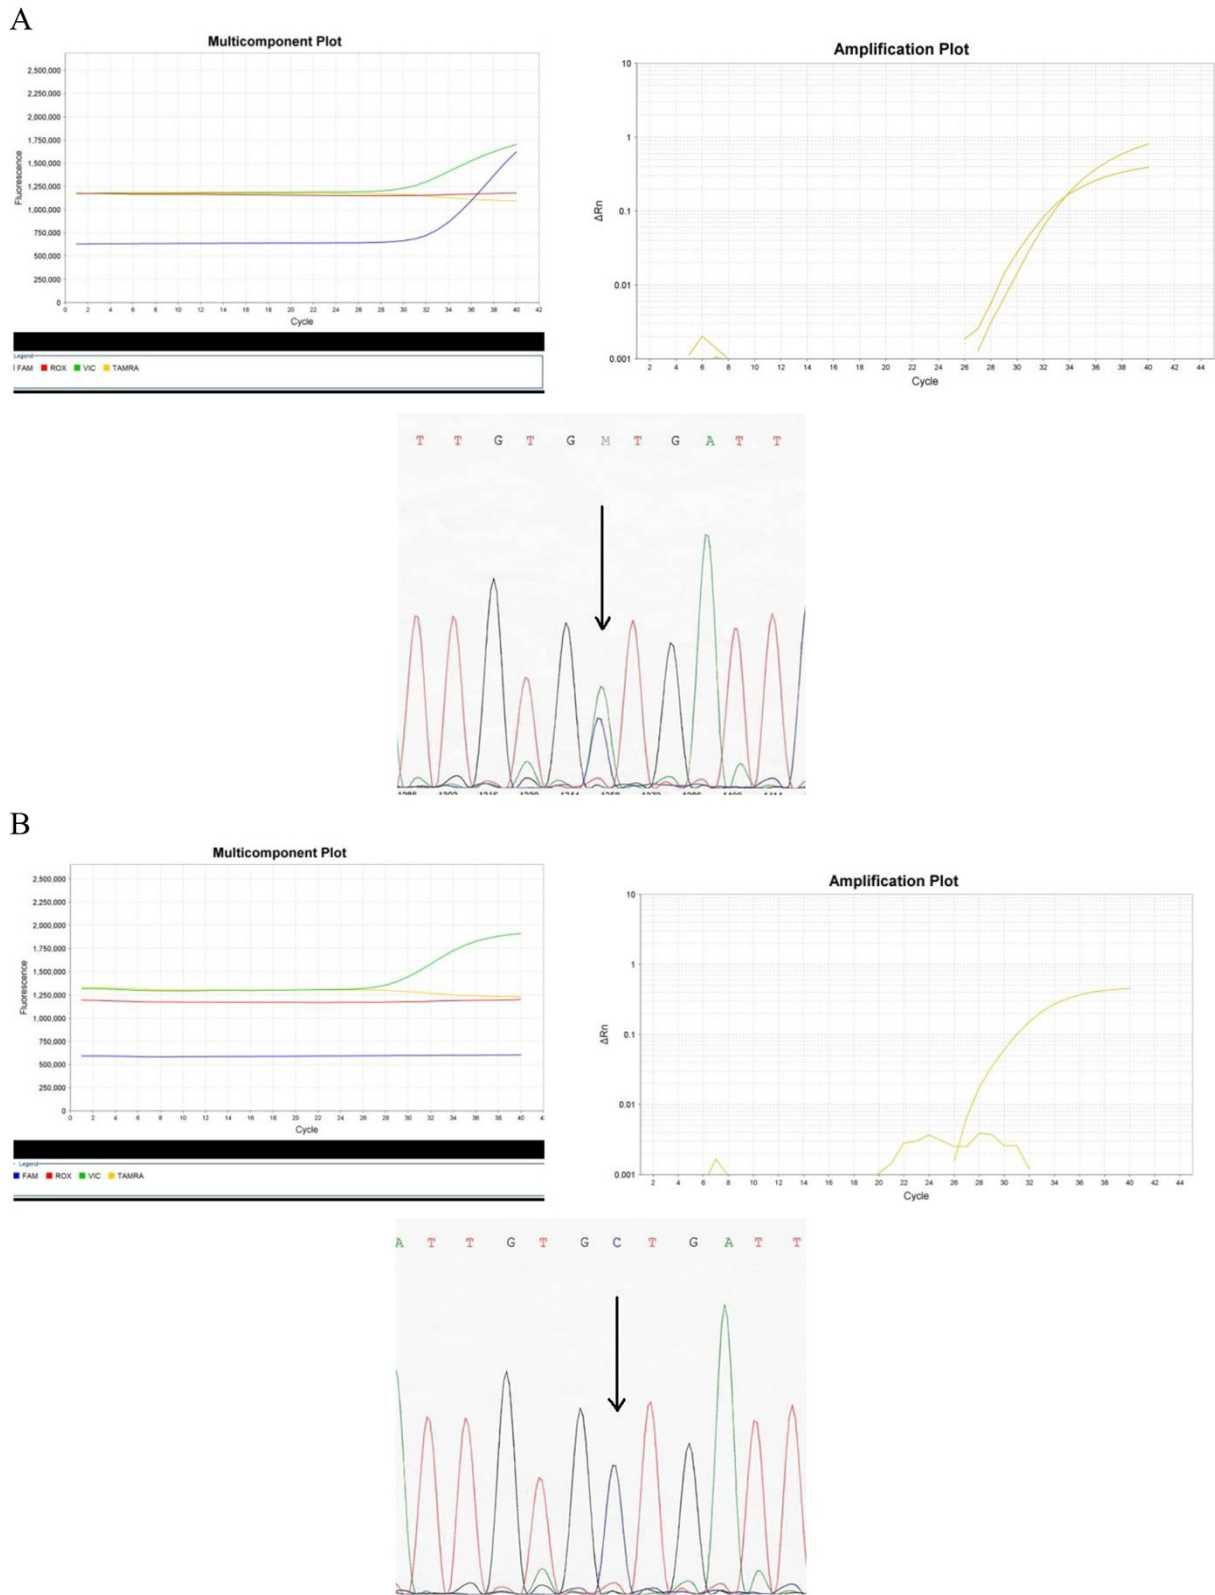 A
Multicomponent Plot
2,500,000
2,250,000
2,000,000
1,750,000
1,500,000
1,250,000
1,000,000
750,000
500,000
250,000
0
Fluorescence
0 2 4 6 8 10 12 14 16 18 20 22 24 26 28 30 32 34 36 38 40 42
Cycle
Legend
FAM ROX VIC TAMRA
Amplification Plot
10
1
0.1
0.01
0.001
ΔRn
2 4 6 8 10 12 14 16 18 20 22 24 26 28 30 32 34 36 38 40 42 44
Cycle
T T G T G M T G A T T
B
Multicomponent Plot
2,500,000
2,250,000
2,000,000
1,750,000
1,500,000
1,250,000
1,000,000
750,000
500,000
250,000
0
Fluorescence
0 2 4 6 8 10 12 14 16 18 20 22 24 26 28 30 32 34 36 38 40
Cycle
Legend
FAM ROX VIC TAMRA
Amplification Plot
10
1
0.1
0.01
0.001
ΔRn
2 4 6 8 10 12 14 16 18 20 22 24 26 28 30 32 34 36 38 40 42 44
Cycle
A T T G T G C T G A T T